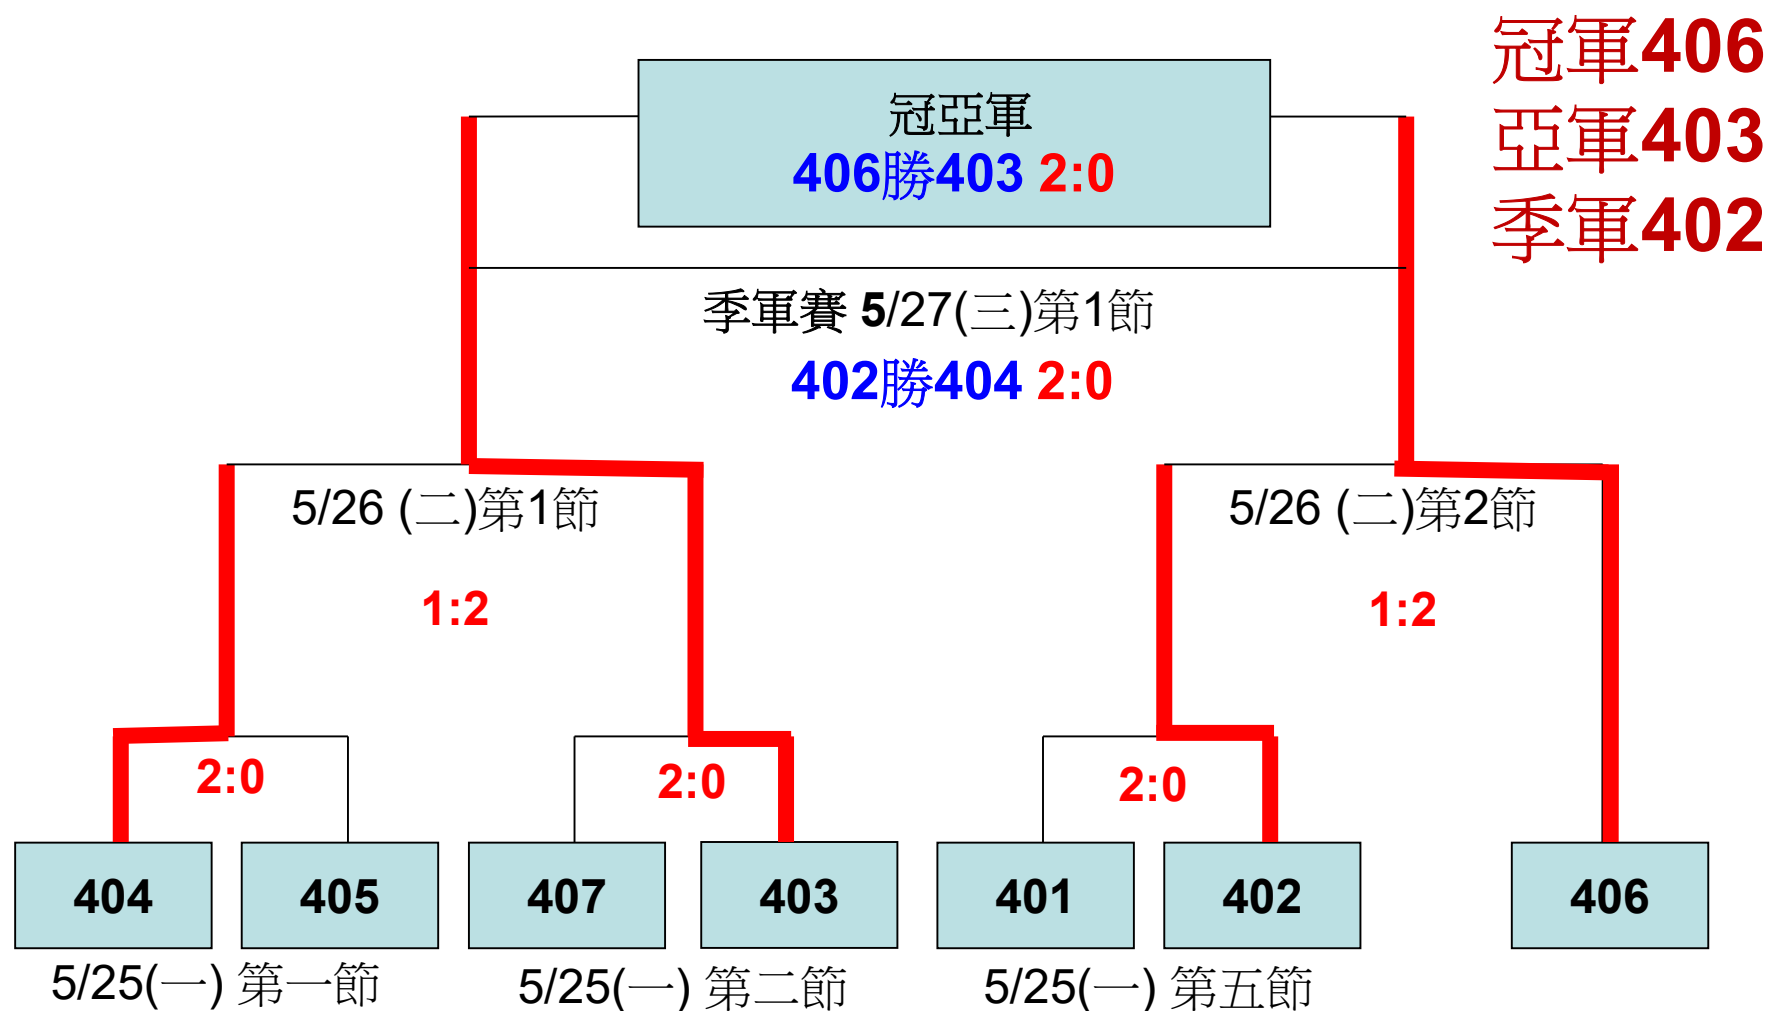 冠軍406
亞軍403
季軍402
冠亞軍
406勝403 2:0
季軍賽 5/27(三)第1節
402勝404 2:0
5/26 (二)第1節
5/26 (二)第2節
1:2
1:2
2:0
2:0
2:0
404
405
407
403
401
402
406
5/25(一) 第一節
5/25(一) 第二節
5/25(一) 第五節